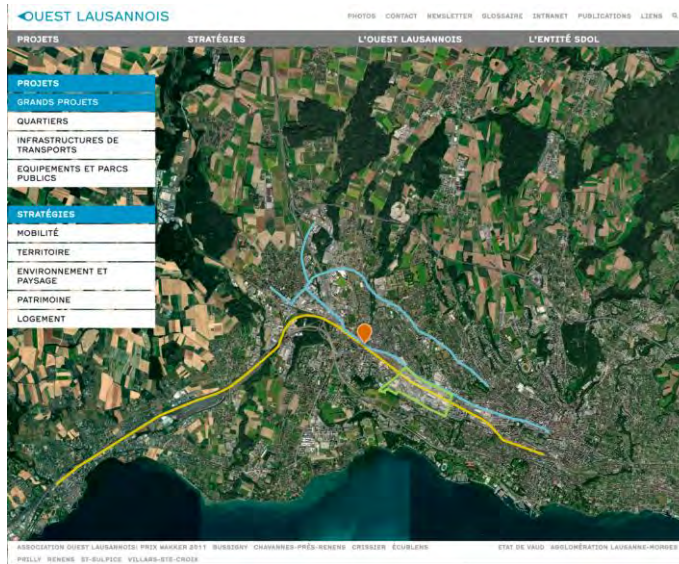 OUEST LAUSANNOIS
PHOTOS CONTACT NEWSLETTER GLOSSAIRE INTRANET PUBLICATIONS LIENS
PROJETS STRATÉGIES L'OUEST LAUSANNOIS L'ENTITÉ SDOL
PROJETS
GRANDS PROJETS
QUARTIERS
INFRASTRUCTURES DE
TRANSPORTS
EQUIPEMENTS ET PARCS
PUBLICS
STRATÉGIES
MOBILITÉ
TERRITOIRE
ENVIRONNEMENT ET
PAYSAGE
PATRIMOINE
LOGEMENT
ASSOCIATION OUEST LAUSANNOIS: PRIX WAKKER 2011 BUSSIGNY CHAVANNES-PRÈS-RENENS CRISSIER ÉCUBLENS ETAT DE VAUD AGGLOMÉRATION LAUSANNE-MORGES
PRILLY RENENS ST-SULPICE VILLARS-STE-CROIX